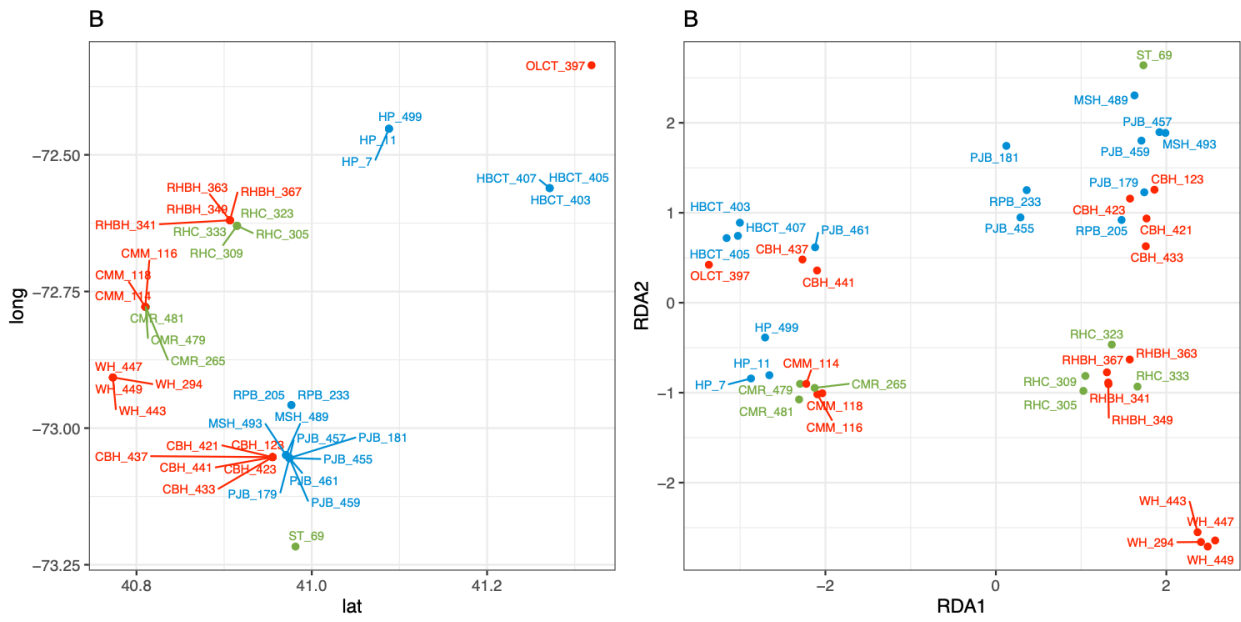 B
OLCT_397
HP_499
HP_11
HP_7
HBCT_407
HBCT_405
HBCT_403
RHBH_363
RHBH_367
RHBH_349
RHBH_341
RHC_323
RHC_333
RHC_305
RHC_309
CMM_116
CMM_118
CMM_114
CMR_481
CMR_479
CMR_265
WH_447
WH_294
WH_449
WH_443
RPB_205
RPB_233
MSH_489
MSH_493
PJB_457
PJB_181
CBH_421
CBH_123
CBH_437
PJB_455
CBH_441
CBH_423
PJB_461
CBH_433
PJB_179
PJB_459
ST_69
−72.50
−72.75
−73.00
−73.25
long
40.8
41.0
41.2
lat
B
ST_69
MSH_489
PJB_457
PJB_459
MSH_493
PJB_181
PJB_179
CBH_123
RPB_233
CBH_423
HBCT_403
HBCT_407
PJB_461
PJB_455
RPB_205
CBH_421
HBCT_405
CBH_437
CBH_433
OLCT_397
CBH_441
HP_499
RHC_323
HP_11
CMM_114
RHBH_367
RHBH_363
HP_7
CMR_479
CMR_265
RHC_309
RHC_333
CMR_481
CMM_118
RHC_305
RHBH_341
CMM_116
RHBH_349
WH_443
WH_447
WH_294
WH_449
2
1
0
−1
−2
RDA2
−2
0
2
RDA1